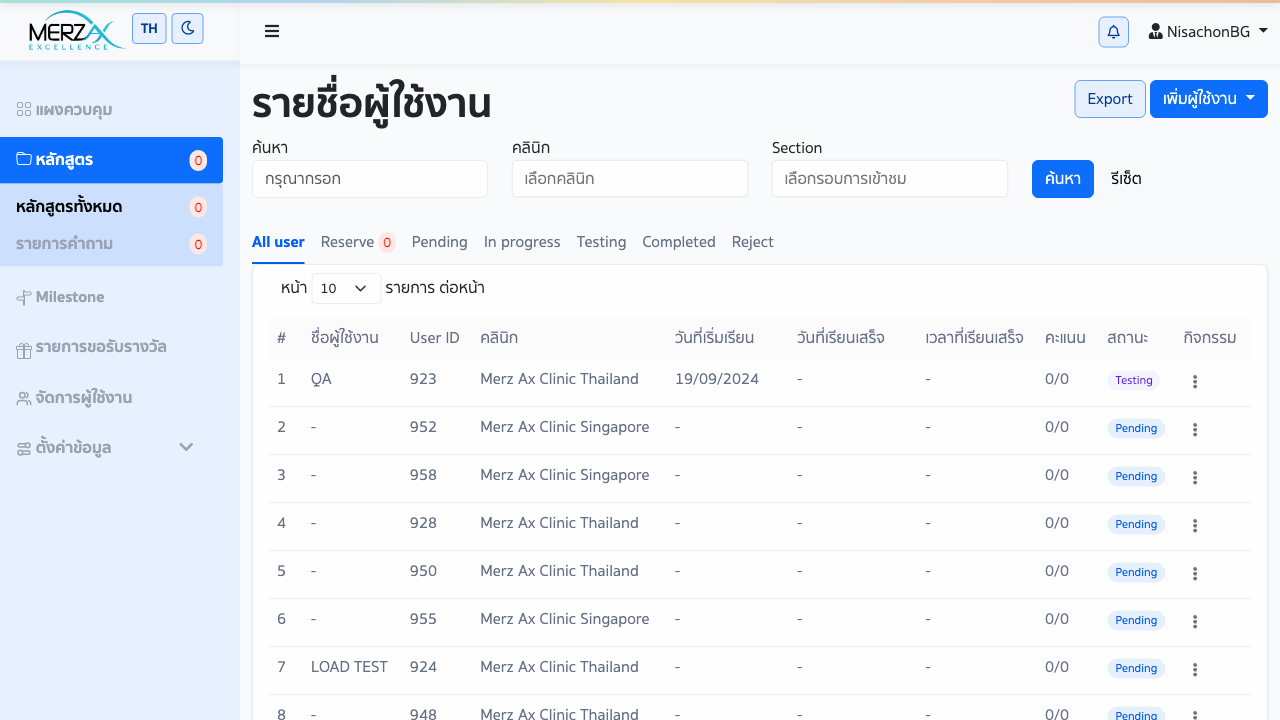 MERZ AX
EXCELLENCE
TH
NisachonBG
แผงควบคุม
หลักสูตร 0
หลักสูตรทั้งหมด 0
รายการคำถาม 0
Milestone
รายการขอรับรางวัล
จัดการผู้ใช้งาน
ตั้งค่าข้อมูล
รายชื่อผู้ใช้งาน
Export
เพิ่มผู้ใช้งาน
ค้นหา คลินิก Section
กรุณากรอก เลือกคลินิก เลือกรอบการเข้าชม ค้นหา รีเซ็ต
All user Reserve 0 Pending In progress Testing Completed Reject
หน้า 10 รายการ ต่อหน้า
# ชื่อผู้ใช้งาน User ID คลินิก วันที่เริ่มเรียน วันที่เรียนเสร็จ เวลาที่เรียนเสร็จ คะแนน สถานะ กิจกรรม
1 QA 923 Merz Ax Clinic Thailand 19/09/2024 - - 0/0 Testing
2 - 952 Merz Ax Clinic Singapore - - - 0/0 Pending
3 - 958 Merz Ax Clinic Singapore - - - 0/0 Pending
4 - 928 Merz Ax Clinic Thailand - - - 0/0 Pending
5 - 950 Merz Ax Clinic Thailand - - - 0/0 Pending
6 - 955 Merz Ax Clinic Singapore - - - 0/0 Pending
7 LOAD TEST 924 Merz Ax Clinic Thailand - - - 0/0 Pending
8 - 948 Merz Ax Clinic Thailand - - - 0/0 Pending